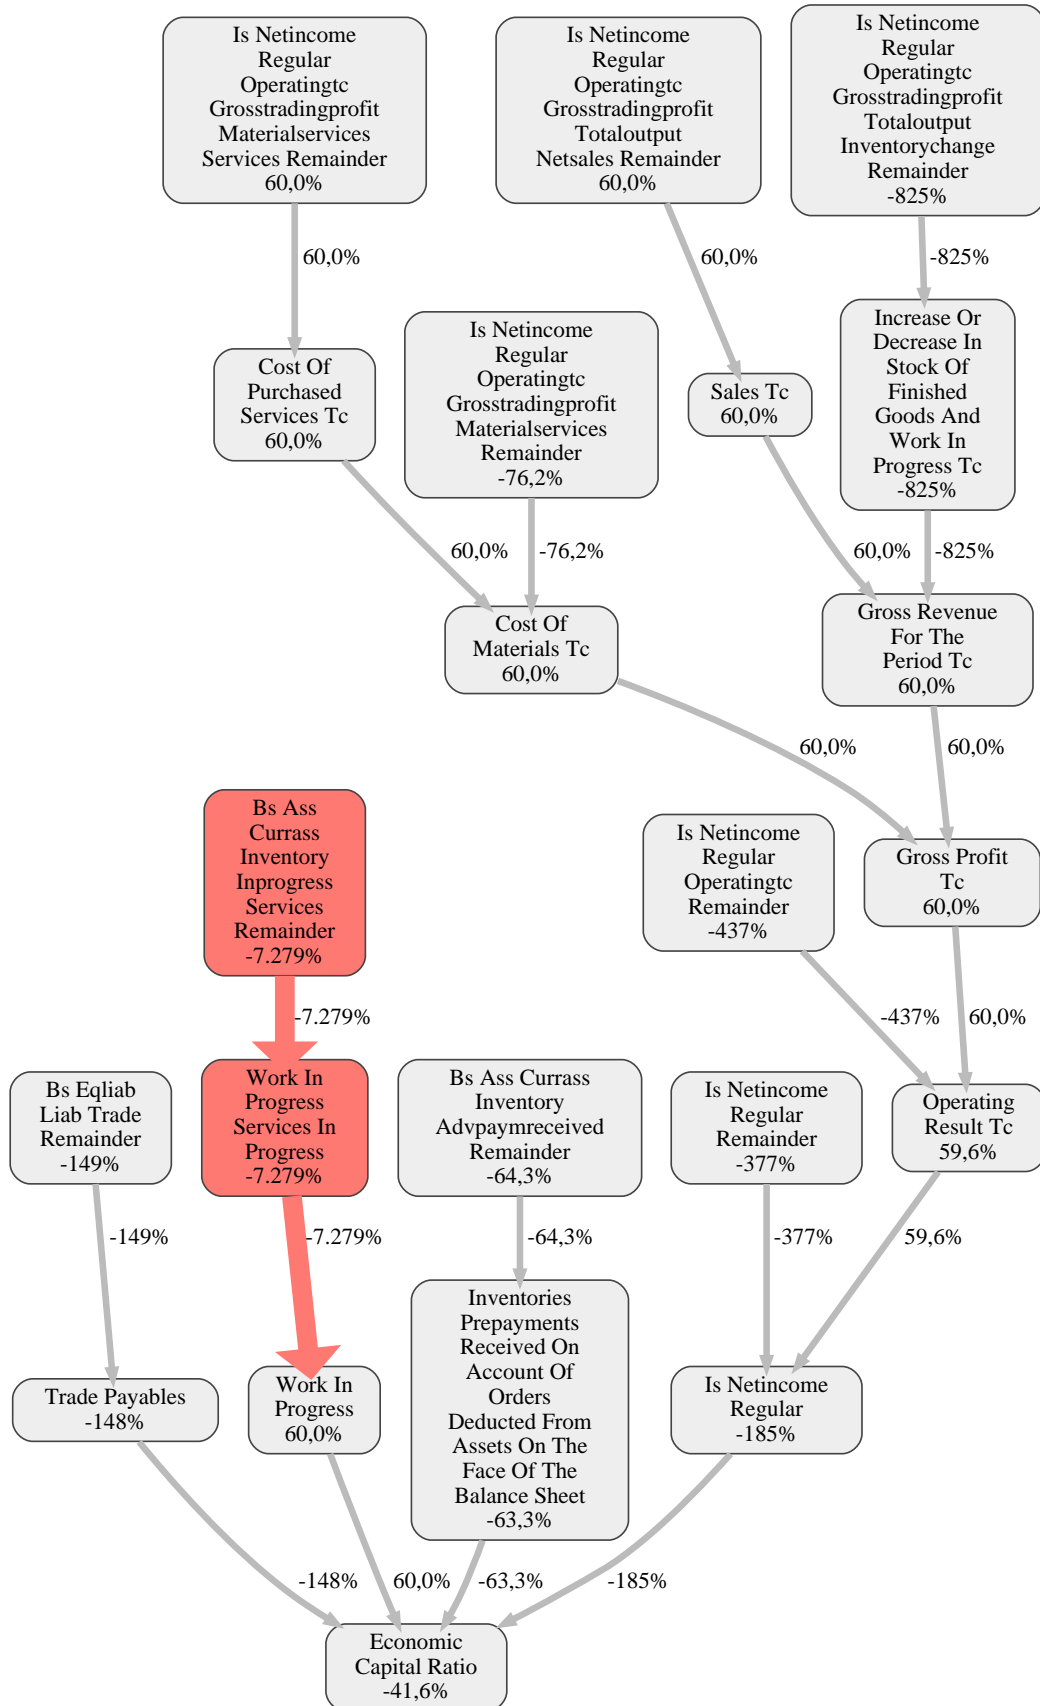 Is Netincome
Regular
Operatingtc
Grosstradingprofit
Materialservices
Services Remainder
60,0%
Is Netincome
Regular
Operatingtc
Grosstradingprofit
Totaloutput
Netsales Remainder
60,0%
Is Netincome
Regular
Operatingtc
Grosstradingprofit
Totaloutput
Inventorychange
Remainder
-825%
60,0%
60,0%
-825%
Cost Of
Purchased
Services Tc
60,0%
Is Netincome
Regular
Operatingtc
Grosstradingprofit
Materialservices
Remainder
-76,2%
Sales Tc
60,0%
Increase Or
Decrease In
Stock Of
Finished
Goods And
Work In
Progress Tc
-825%
60,0%
-76,2%
60,0%
-825%
Cost Of
Materials Tc
60,0%
Gross Revenue
For The
Period Tc
60,0%
60,0%
60,0%
Bs Ass
Currass
Inventory
Inprogress
Services
Remainder
-7.279%
Is Netincome
Regular
Operatingtc
Remainder
-437%
Gross Profit
Tc
60,0%
-7.279%
-437%
60,0%
Bs Eqliab
Liab Trade
Remainder
-149%
Work In
Progress
Services In
Progress
-7.279%
Bs Ass Currass
Inventory
Advpaymreceived
Remainder
-64,3%
Is Netincome
Regular
Remainder
-377%
Operating
Result Tc
59,6%
-149%
-7.279%
-64,3%
-377%
59,6%
Trade Payables
-148%
Work In
Progress
60,0%
Inventories
Prepayments
Received On
Account Of
Orders
Deducted From
Assets On The
Face Of The
Balance Sheet
-63,3%
Is Netincome
Regular
-185%
-148%
60,0%
-63,3%
-185%
Economic
Capital Ratio
-41,6%